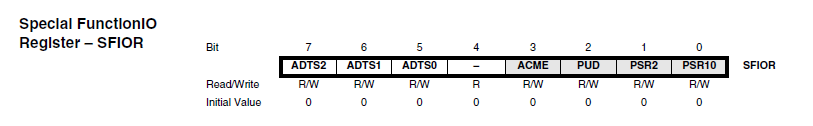 Special FunctionIO
Register – SFIOR
Bit 7 6 5 4 3 2 1 0
ADTS2 ADTS1 ADTS0 – ACME PUD PSR2 PSR10 SFIOR
Read/Write R/W R/W R/W R R/W R/W R/W R/W
Initial Value 0 0 0 0 0 0 0 0